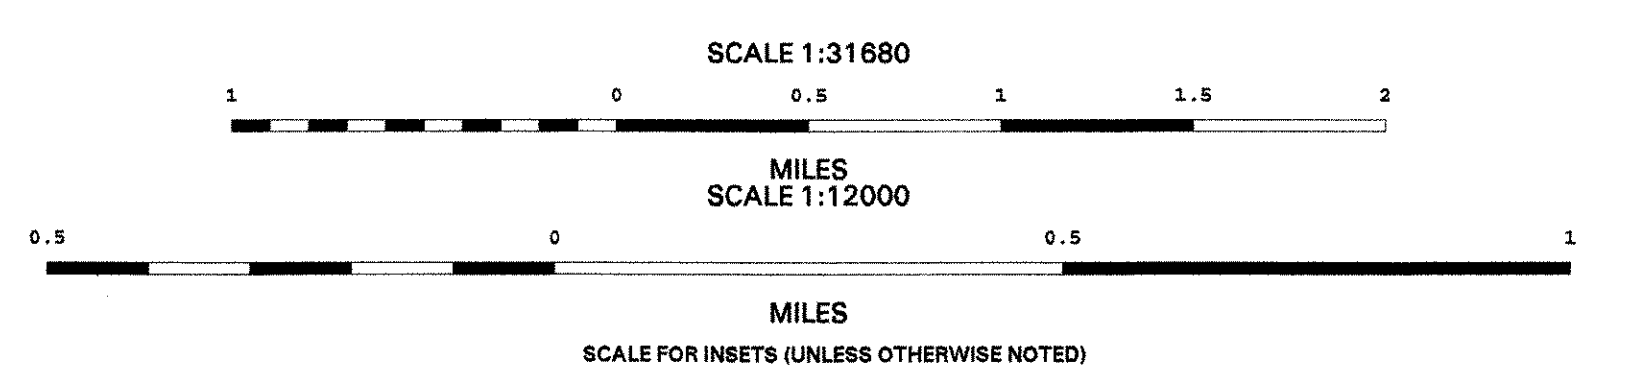 SCALE 1:31680
1 0 0.5 1 1.5 2
MILES
SCALE 1:12000
0.5 0 0.5 1
MILES
SCALE FOR INSETS (UNLESS OTHERWISE NOTED)